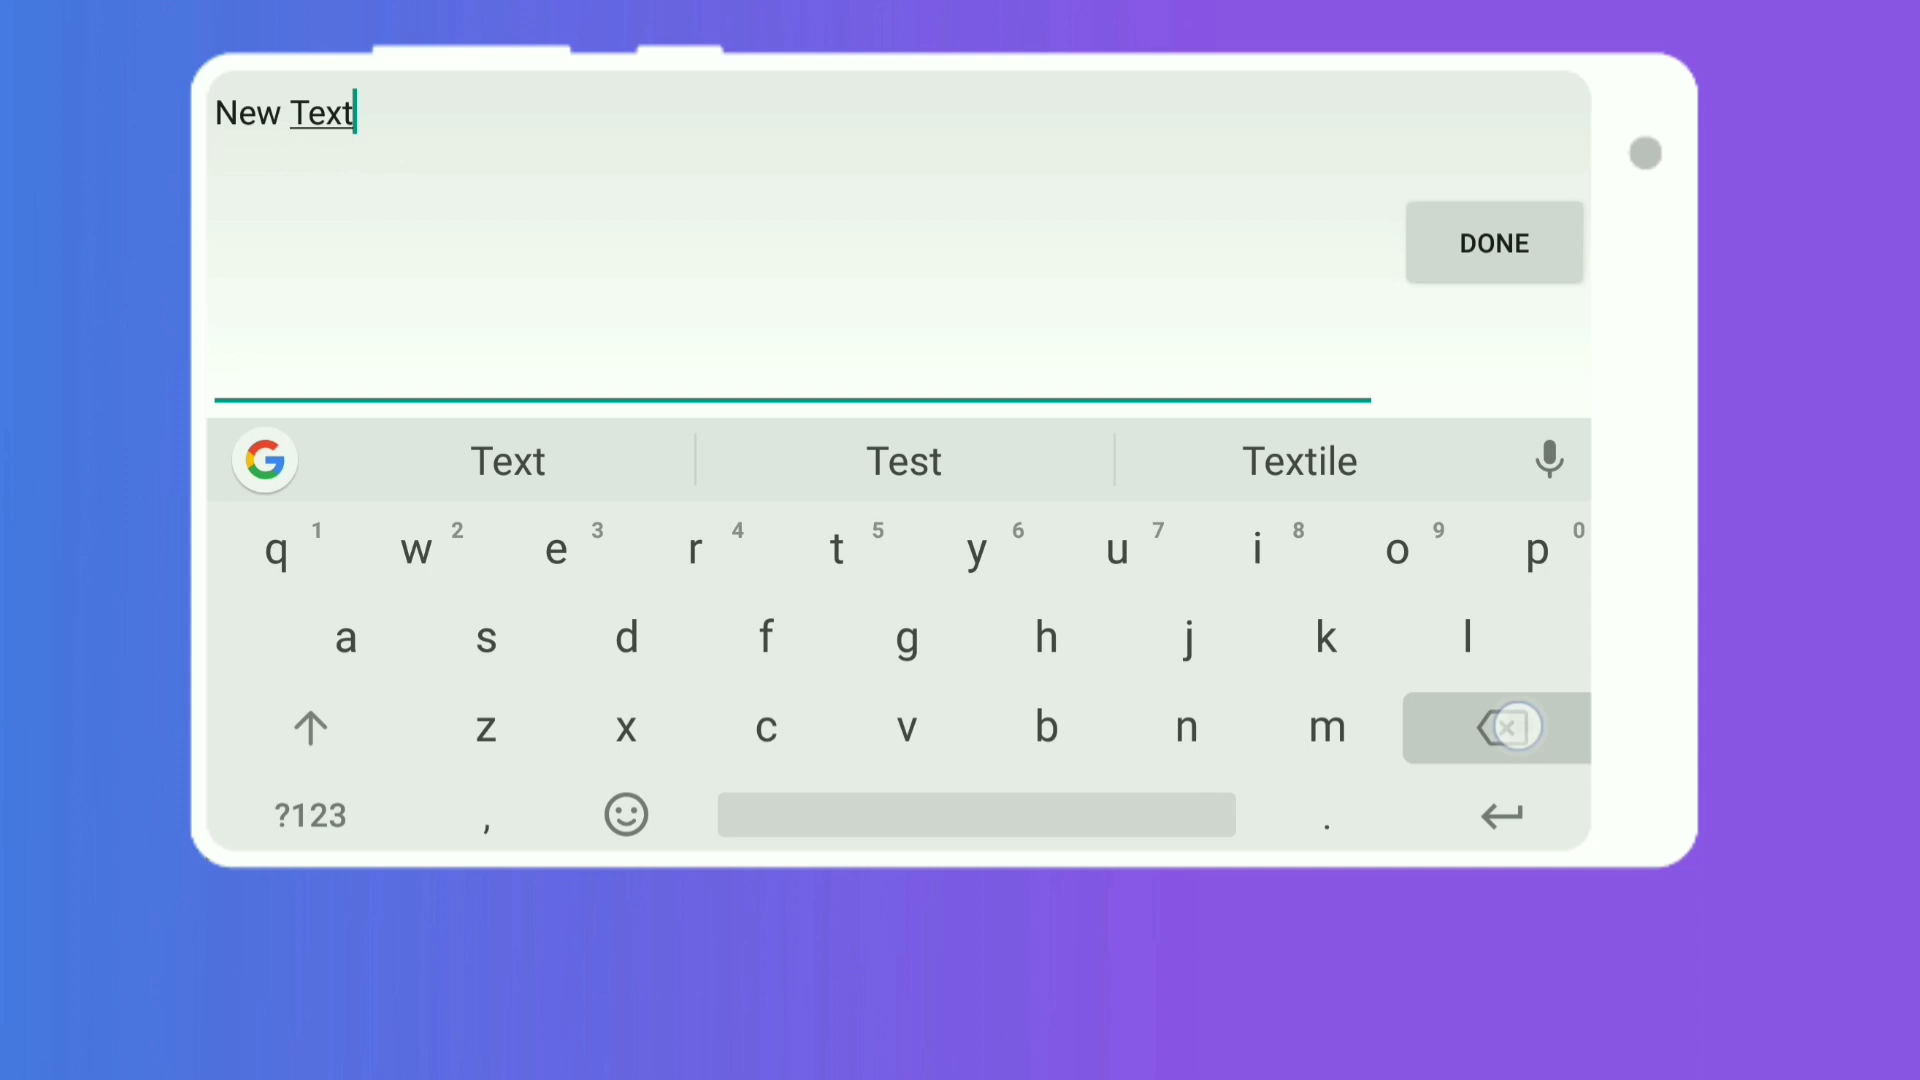 New Text
DONE
Text Test Textile
q 1 w 2 e 3 r 4 t 5 y 6 u 7 i 8 o 9 p 0
a s d f g h j k l
z x c v b n m
?123 , .